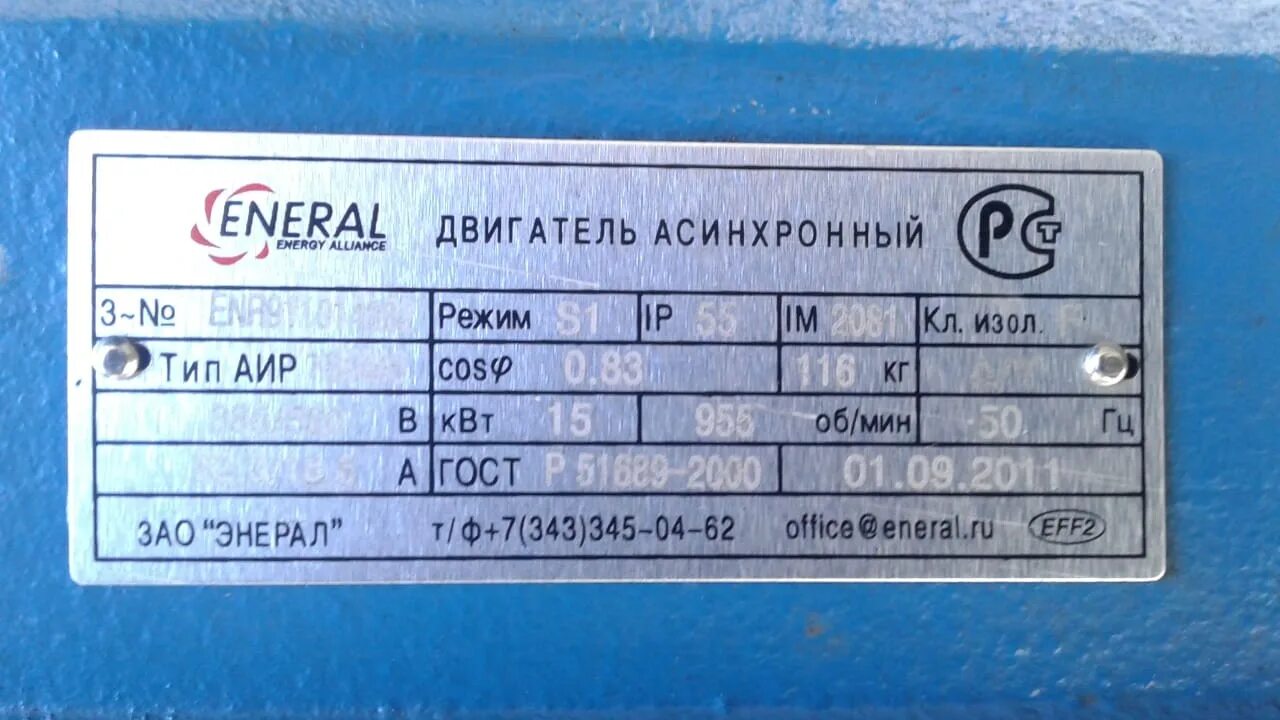 ENERAL
ENERGY ALLIANCE
ДВИГАТЕЛЬ АСИНХРОННЫЙ
РСТ
3~№ Режим S1 IP 55 IM 2081 Кл. изол. F
Тип АИР cosφ 0.83 116 кг
В кВт 15 955 об/мин 50 Гц
А ГОСТ Р 51689-2000 01.09.2011
ЗАО "ЭНЕРАЛ" т/ф+7(343)345-04-62 office@eneral.ru EFF2